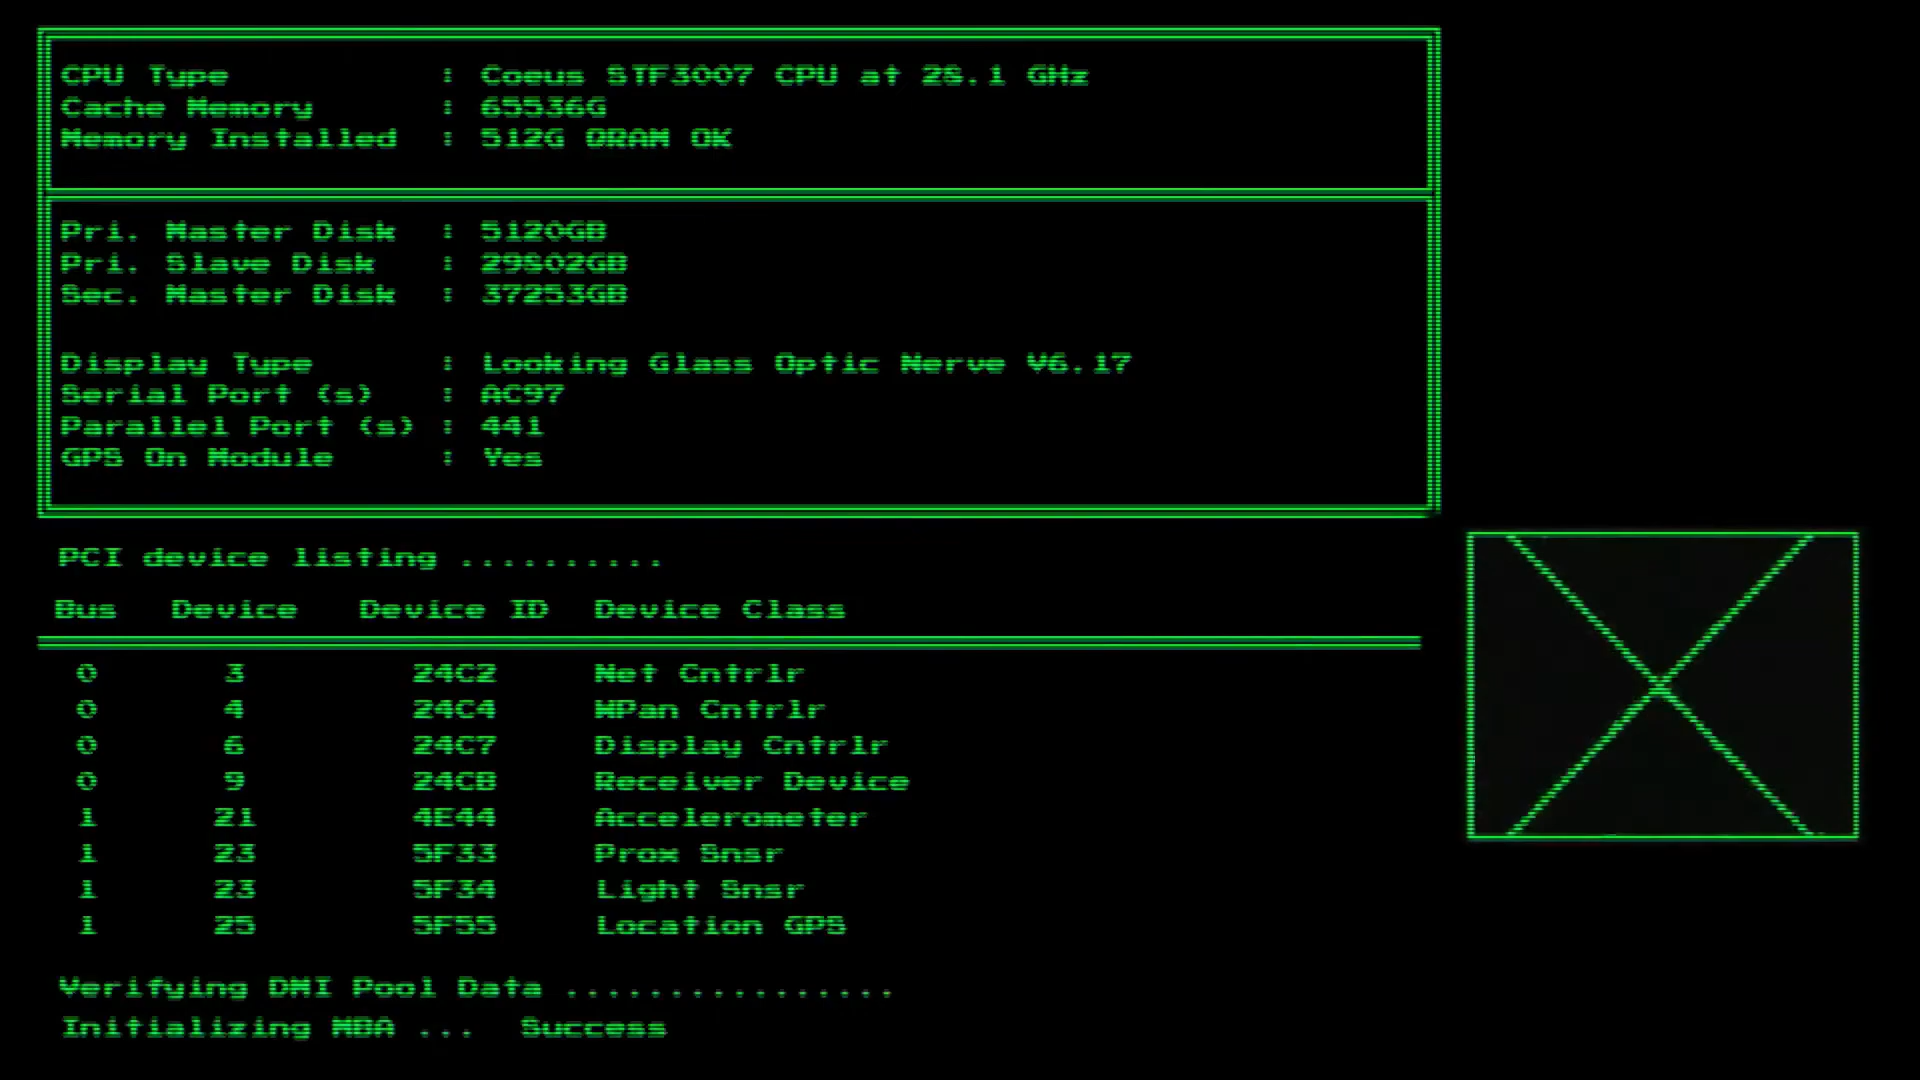 CPU Type : Coeus STF3007 CPU at 28.1 GHz
Cache Memory : 65536G
Memory Installed : 512G QRAM OK
Pri. Master Disk : 5120GB
Pri. Slave Disk : 29802GB
Sec. Master Disk : 37253GB
Display Type : Looking Glass Optic Nerve V6.17
Serial Port (s) : AC97
Parallel Port (s) : 441
GPS On Module : Yes
PCI device listing ..........
Bus Device Device ID Device Class
0 3 24C2 Net Cntrlr
0 4 24C4 WPan Cntrlr
0 6 24C7 Display Cntrlr
0 9 24CB Receiver Device
1 21 4E44 Accelerometer
1 23 5F33 Prox Snsr
1 23 5F34 Light Snsr
1 25 5F55 Location GPS
Verifying DMI Pool Data ................
Initializing MBA ... Success